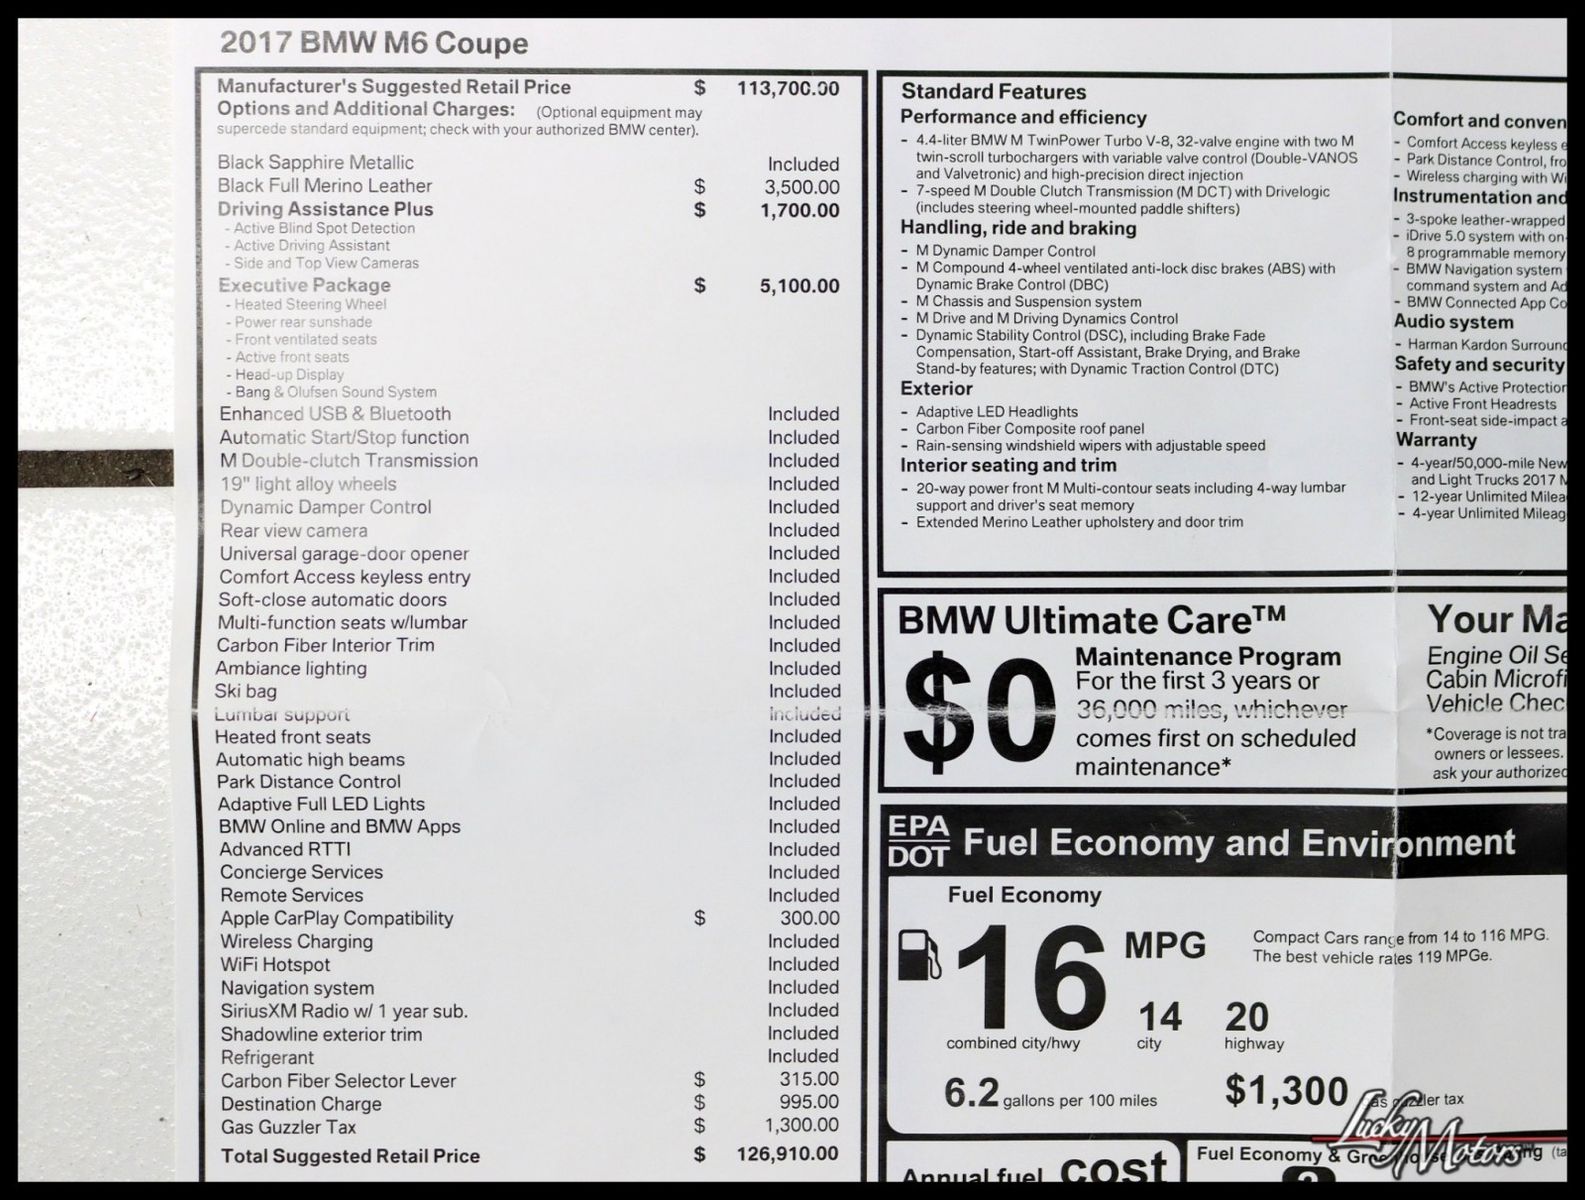 2017 BMW M6 Coupe
Manufacturer's Suggested Retail Price $ 113,700.00
Options and Additional Charges: (Optional equipment may
supercede standard equipment; check with your authorized BMW center).
Black Sapphire Metallic Included
Black Full Merino Leather $ 3,500.00
Driving Assistance Plus $ 1,700.00
- Active Blind Spot Detection
- Active Driving Assistant
- Side and Top View Cameras
Executive Package $ 5,100.00
- Heated Steering Wheel
- Power rear sunshade
- Front ventilated seats
- Active front seats
- Head-up Display
- Bang & Olufsen Sound System
Enhanced USB & Bluetooth Included
Automatic Start/Stop function Included
M Double-clutch Transmission Included
19" light alloy wheels Included
Dynamic Damper Control Included
Rear view camera Included
Universal garage-door opener Included
Comfort Access keyless entry Included
Soft-close automatic doors Included
Multi-function seats w/lumbar Included
Carbon Fiber Interior Trim Included
Ambiance lighting Included
Ski bag Included
Lumbar support Included
Heated front seats Included
Automatic high beams Included
Park Distance Control Included
Adaptive Full LED Lights Included
BMW Online and BMW Apps Included
Advanced RTTI Included
Concierge Services Included
Remote Services Included
Apple CarPlay Compatibility $ 300.00
Wireless Charging Included
WiFi Hotspot Included
Navigation system Included
SiriusXM Radio w/ 1 year sub. Included
Shadowline exterior trim Included
Refrigerant Included
Carbon Fiber Selector Lever $ 315.00
Destination Charge $ 995.00
Gas Guzzler Tax $ 1,300.00
Total Suggested Retail Price $ 126,910.00
Standard Features
Performance and efficiency
- 4.4-liter BMW M TwinPower Turbo V-8, 32-valve engine with two M
twin-scroll turbochargers with variable valve control (Double-VANOS
and Valvetronic) and high-precision direct injection
- 7-speed M Double Clutch Transmission (M DCT) with Drivelogic
(includes steering wheel-mounted paddle shifters)
Handling, ride and braking
- M Dynamic Damper Control
- M Compound 4-wheel ventilated anti-lock disc brakes (ABS) with
Dynamic Brake Control (DBC)
- M Chassis and Suspension system
- M Drive and M Driving Dynamics Control
- Dynamic Stability Control (DSC), including Brake Fade
Compensation, Start-off Assistant, Brake Drying, and Brake
Stand-by features; with Dynamic Traction Control (DTC)
Exterior
- Adaptive LED Headlights
- Carbon Fiber Composite roof panel
- Rain-sensing windshield wipers with adjustable speed
Interior seating and trim
- 20-way power front M Multi-contour seats including 4-way lumbar
support and driver's seat memory
- Extended Merino Leather upholstery and door trim
Comfort and conven
- Comfort Access keyless e
- Park Distance Control, fro
- Wireless charging with Wi
Instrumentation and
- 3-spoke leather-wrapped
- iDrive 5.0 system with on-
8 programmable memory
- BMW Navigation system
command system and Ad
- BMW Connected App Co
Audio system
- Harman Kardon Surround
Safety and security
- BMW's Active Protection
- Active Front Headrests
- Front-seat side-impact a
Warranty
- 4-year/50,000-mile New
and Light Trucks 2017 M
- 12-year Unlimited Milea
- 4-year Unlimited Mileag
BMW Ultimate Care™
$0
Maintenance Program
For the first 3 years or
36,000 miles, whichever
comes first on scheduled
maintenance*
Your Ma
Engine Oil Se
Cabin Microfi
Vehicle Chec
*Coverage is not tra
owners or lessees.
ask your authorized
EPA
DOT
Fuel Economy and Environment
Fuel Economy
16 MPG
combined city/hwy
14
city
20
highway
Compact Cars range from 14 to 116 MPG.
The best vehicle rates 119 MPGe.
6.2 gallons per 100 miles
$1,300 gas guzzler tax
Annual fuel cost
Fuel Economy &
Lucky Motors